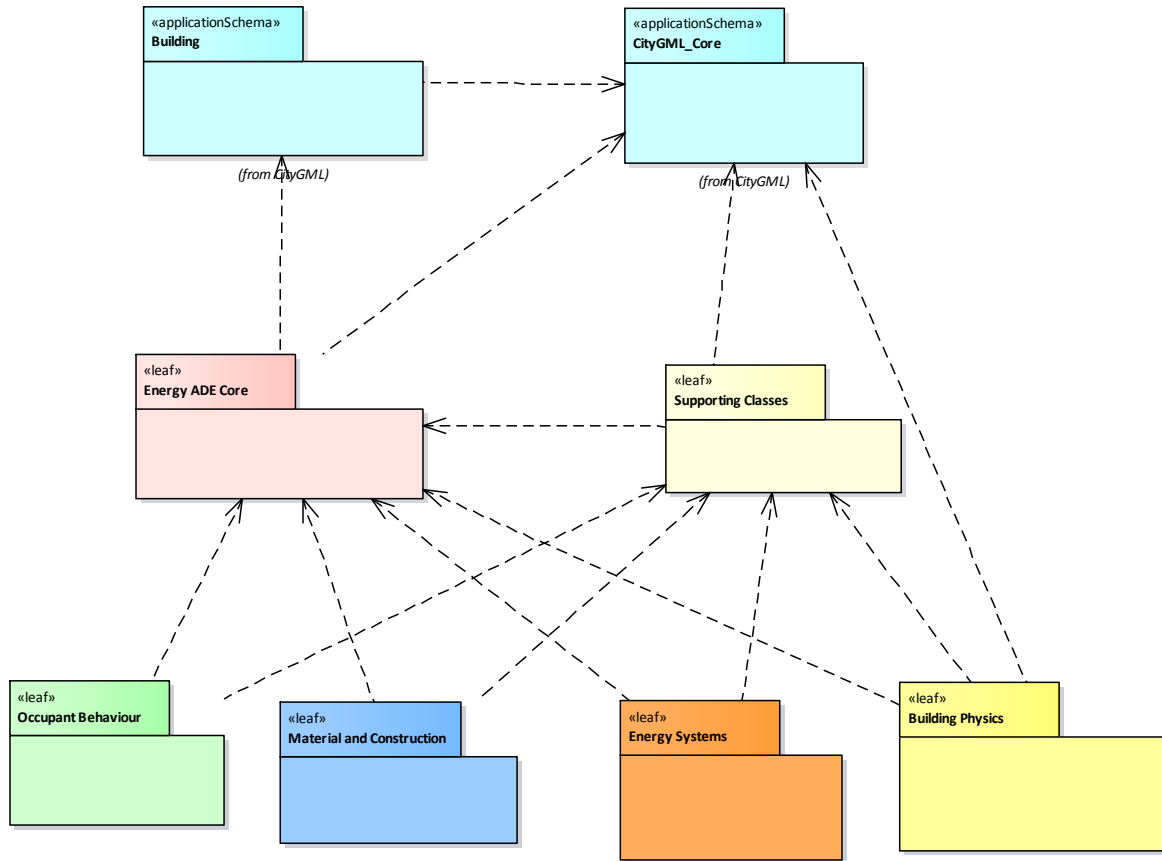 «applicationSchema»
Building
«applicationSchema»
CityGML_Core
(from CityGML)
(from CityGML)
«leaf»
Energy ADE Core
«leaf»
Supporting Classes
«leaf»
Occupant Behaviour
«leaf»
Material and Construction
«leaf»
Energy Systems
«leaf»
Building Physics